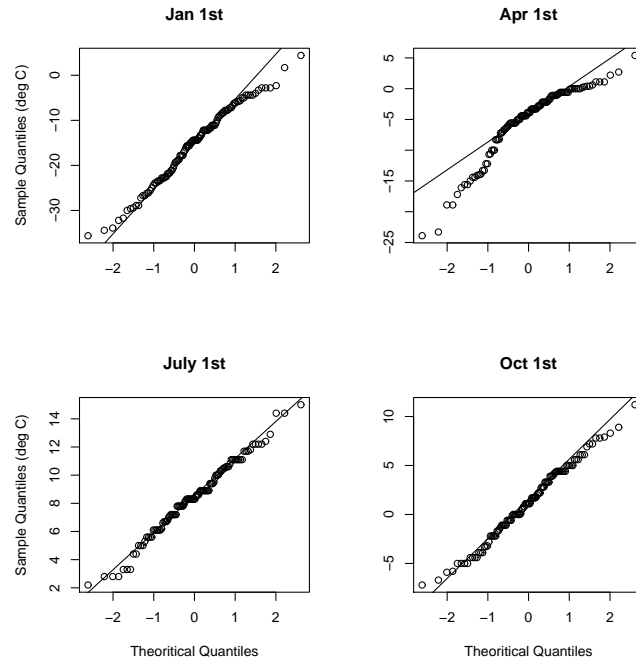 Jan 1st
Apr 1st
Sample Quantiles (deg C)
0
−10
−20
−30
−2 −1 0 1 2
5
0
−5
−15
−25
−2 −1 0 1 2
July 1st
Oct 1st
Sample Quantiles (deg C)
14
12
10
8
6
4
2
−2 −1 0 1 2
10
5
0
−5
−2 −1 0 1 2
Theoritical Quantiles
Theoritical Quantiles